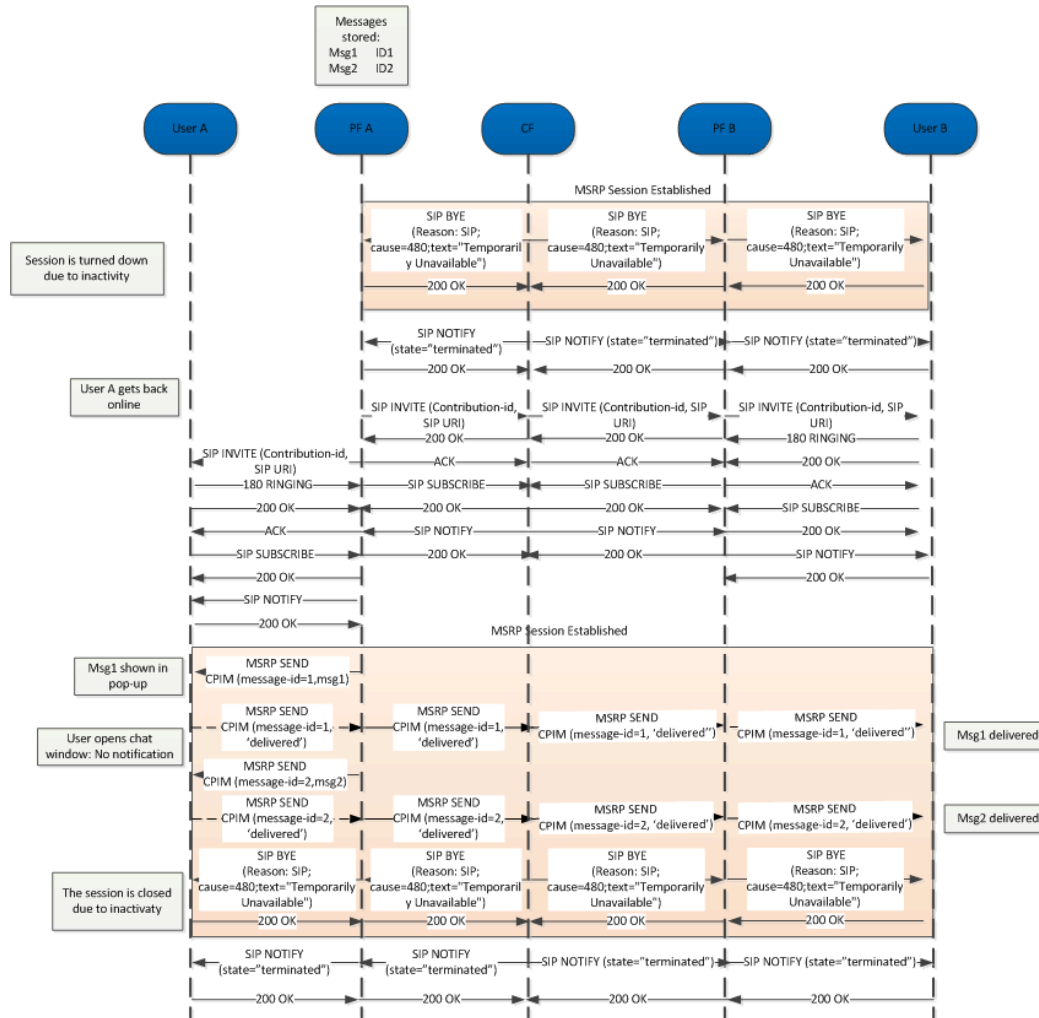 Messages
stored:
Msg1 ID1
Msg2 ID2
User A
PF A
CF
PF B
User B
MSRP Session Established
Session is turned down
due to inactivity
SIP BYE
(Reason: SIP;
cause=480;text="Temporaril
y Unavailable")
SIP BYE
(Reason: SIP;
cause=480;text="Temporarily
Unavailable")
SIP BYE
(Reason: SIP;
cause=480;text="Temporarily
Unavailable")
200 OK
200 OK
200 OK
SIP NOTIFY
(state="terminated")
SIP NOTIFY (state="terminated")
SIP NOTIFY (state="terminated")
200 OK
200 OK
200 OK
User A gets back
online
SIP INVITE (Contribution-id,
SIP URI)
SIP INVITE (Contribution-id, SIP
URI)
SIP INVITE (Contribution-id, SIP
URI)
200 OK
200 OK
180 RINGING
SIP INVITE (Contribution-id,
SIP URI)
ACK
ACK
200 OK
180 RINGING
SIP SUBSCRIBE
SIP SUBSCRIBE
ACK
200 OK
200 OK
200 OK
SIP SUBSCRIBE
ACK
SIP NOTIFY
SIP NOTIFY
200 OK
SIP SUBSCRIBE
200 OK
200 OK
SIP NOTIFY
200 OK
200 OK
SIP NOTIFY
200 OK
MSRP Session Established
Msg1 shown in
pop-up
MSRP SEND
CPIM (message-id=1,msg1)
User opens chat
window: No notification
MSRP SEND
CPIM (message-id=1,
‘delivered’)
MSRP SEND
CPIM (message-id=1,
‘delivered’)
MSRP SEND
CPIM (message-id=1, ‘delivered’’)
MSRP SEND
CPIM (message-id=1, ‘delivered’’)
Msg1 delivered
MSRP SEND
CPIM (message-id=2,msg2)
MSRP SEND
CPIM (message-id=2,
‘delivered’)
MSRP SEND
CPIM (message-id=2,
‘delivered’)
MSRP SEND
CPIM (message-id=2, ‘delivered’)
MSRP SEND
CPIM (message-id=2, ‘delivered’)
Msg2 delivered
The session is closed
due to inactivaty
SIP BYE
(Reason: SIP;
cause=480;text="Temporarily
Unavailable")
SIP BYE
(Reason: SIP;
cause=480;text="Temporaril
y Unavailable")
SIP BYE
(Reason: SIP;
cause=480;text="Temporarily
Unavailable")
SIP BYE
(Reason: SIP;
cause=480;text="Temporarily
Unavailable")
200 OK
200 OK
200 OK
200 OK
SIP NOTIFY
(state="terminated")
SIP NOTIFY
(state="terminated")
SIP NOTIFY (state="terminated")
SIP NOTIFY (state="terminated")
200 OK
200 OK
200 OK
200 OK